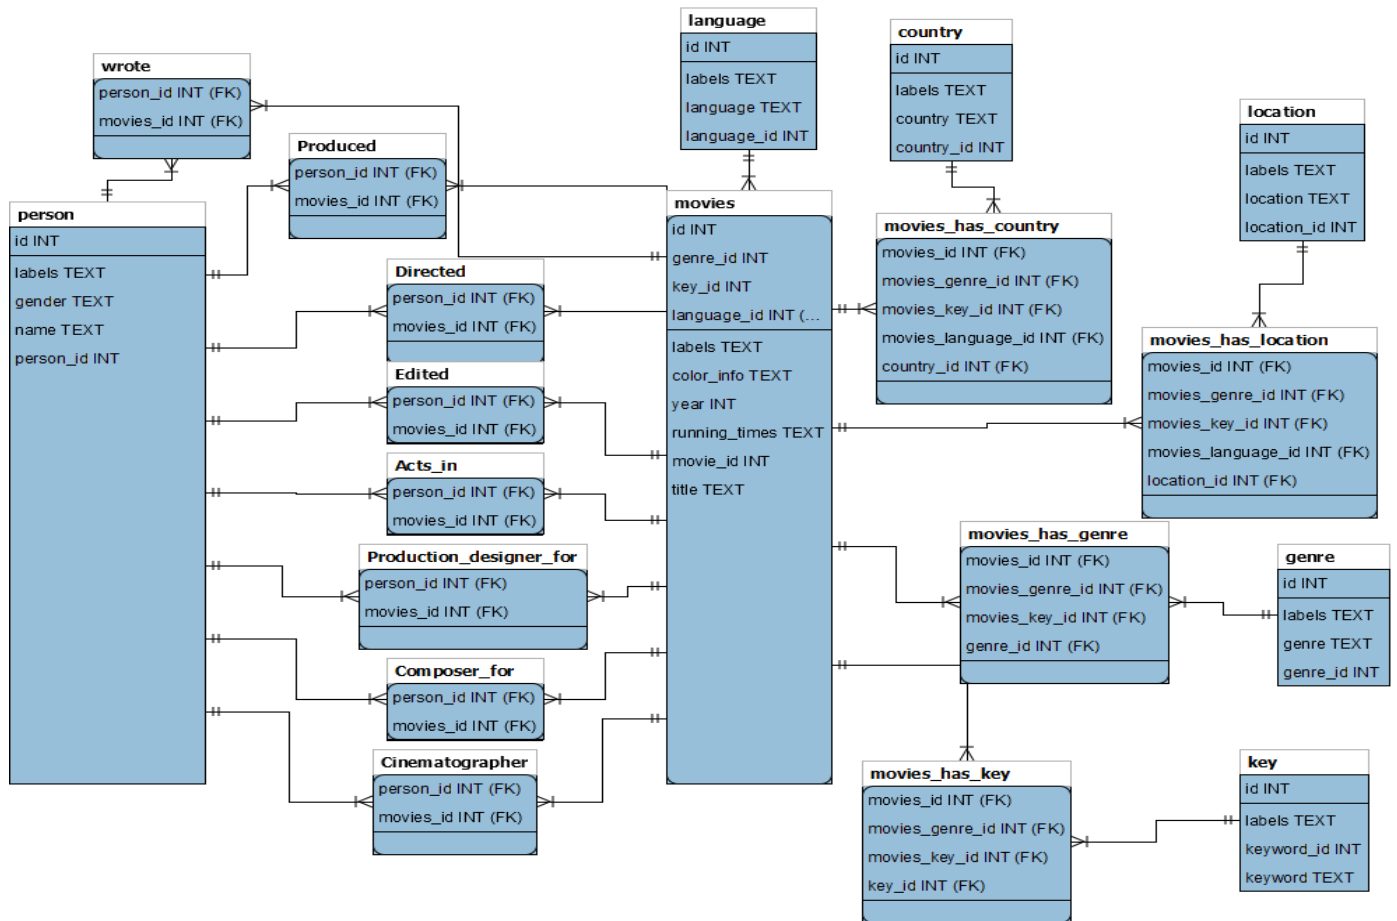 wrote
person_id INT (FK)
movies_id INT (FK)
Produced
person_id INT (FK)
movies_id INT (FK)
person
id INT
labels TEXT
gender TEXT
name TEXT
person_id INT
Directed
person_id INT (FK)
movies_id INT (FK)
Edited
person_id INT (FK)
movies_id INT (FK)
Acts_in
person_id INT (FK)
movies_id INT (FK)
Production_designer_for
person_id INT (FK)
movies_id INT (FK)
Composer_for
person_id INT (FK)
movies_id INT (FK)
Cinematographer
person_id INT (FK)
movies_id INT (FK)
language
id INT
labels TEXT
language TEXT
language_id INT
movies
id INT
genre_id INT
key_id INT
language_id INT (...
labels TEXT
color_info TEXT
year INT
running_times TEXT
movie_id INT
title TEXT
country
id INT
labels TEXT
country TEXT
country_id INT
movies_has_country
movies_id INT (FK)
movies_genre_id INT (FK)
movies_key_id INT (FK)
movies_language_id INT (FK)
country_id INT (FK)
location
id INT
labels TEXT
location TEXT
location_id INT
movies_has_location
movies_id INT (FK)
movies_genre_id INT (FK)
movies_key_id INT (FK)
movies_language_id INT (FK)
location_id INT (FK)
movies_has_genre
movies_id INT (FK)
movies_genre_id INT (FK)
movies_key_id INT (FK)
genre_id INT (FK)
genre
id INT
labels TEXT
genre TEXT
genre_id INT
movies_has_key
movies_id INT (FK)
movies_genre_id INT (FK)
movies_key_id INT (FK)
key_id INT (FK)
key
id INT
labels TEXT
keyword_id INT
keyword TEXT